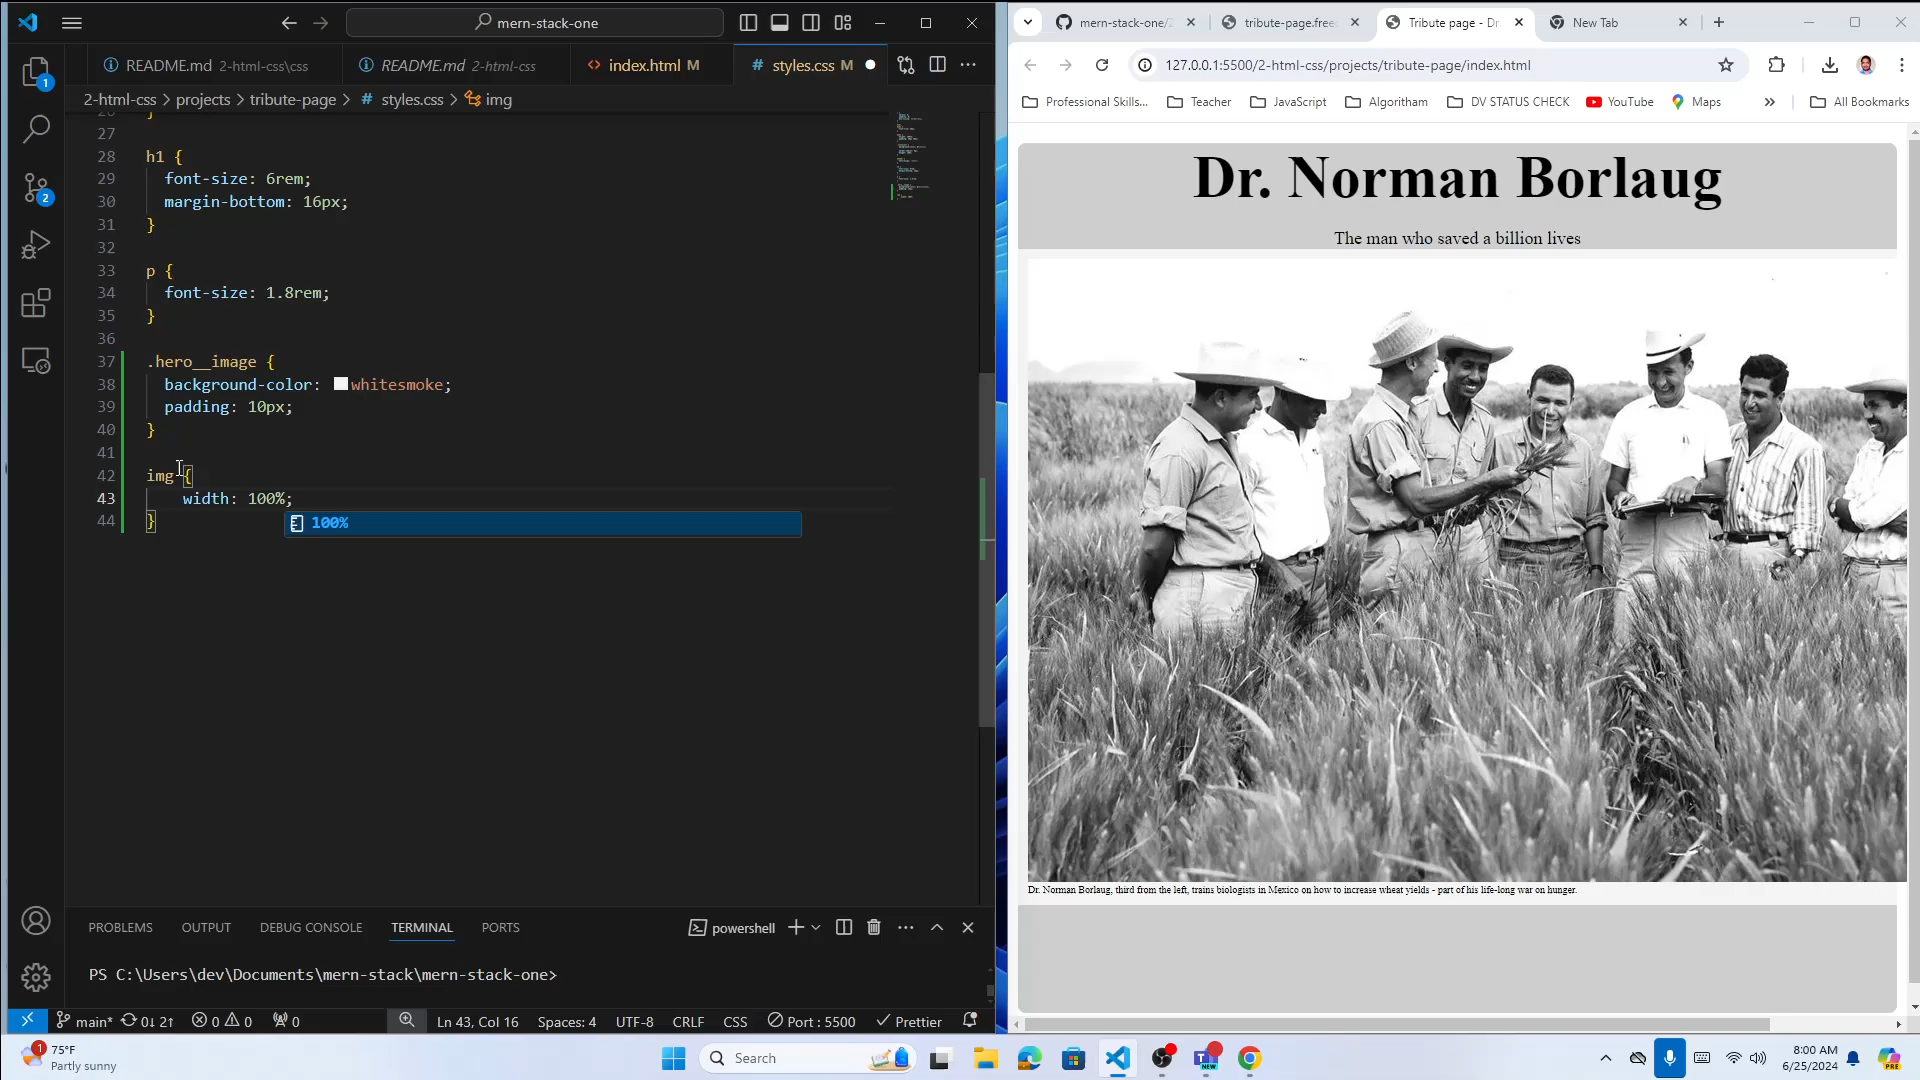 mern-stack-one
README.md 2-html-css\css
README.md 2-html-css
<> index.html M
# styles.css M
2-html-css > projects > tribute-page > # styles.css > img
26 }
27
28 h1 {
29 font-size: 6rem;
30 margin-bottom: 16px;
31 }
32
33 p {
34 font-size: 1.8rem;
35 }
36
37 .hero__image {
38 background-color: whitesmoke;
39 padding: 10px;
40 }
41
42 img {
43 width: 100%;
44 }
100%
1
2
PROBLEMS OUTPUT DEBUG CONSOLE TERMINAL PORTS
powershell
PS C:\Users\dev\Documents\mern-stack\mern-stack-one>
main* 0↓ 2↑ 0 0 0
Ln 43, Col 16 Spaces: 4 UTF-8 CRLF CSS Port : 5500 Prettier
mern-stack-one/
tribute-page.free
Tribute page - Dr
New Tab
127.0.0.1:5500/2-html-css/projects/tribute-page/index.html
Professional Skills...
Teacher
JavaScript
Algoritham
DV STATUS CHECK
YouTube
Maps
All Bookmarks
Dr. Norman Borlaug
The man who saved a billion lives
Dr. Norman Borlaug, third from the left, trains biologists in Mexico on how to increase wheat yields - part of his life-long war on hunger.
1
75°F
Partly sunny
Search
NEW
8:00 AM
6/25/2024
PRE